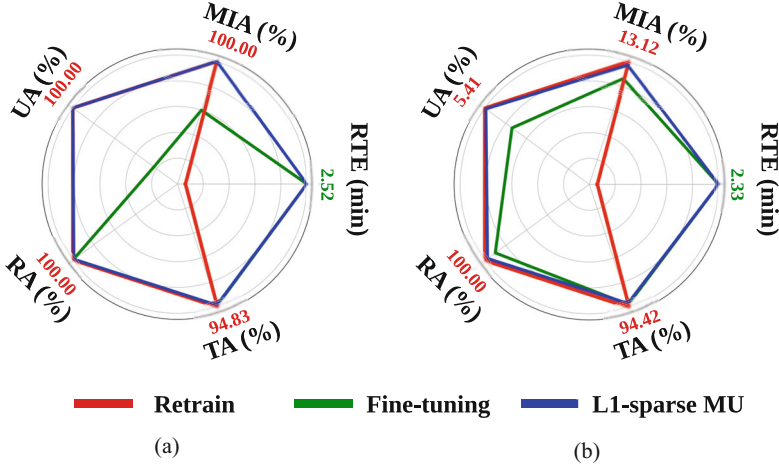 MIA (%)
100.00
UA (%)
100.00
RTE (min)
2.52
RA (%)
100.00
94.83
TA (%)
MIA (%)
13.12
UA (%)
5.41
RTE (min)
2.33
RA (%)
100.00
94.42
TA (%)
Retrain Fine-tuning L1-sparse MU
(a) (b)